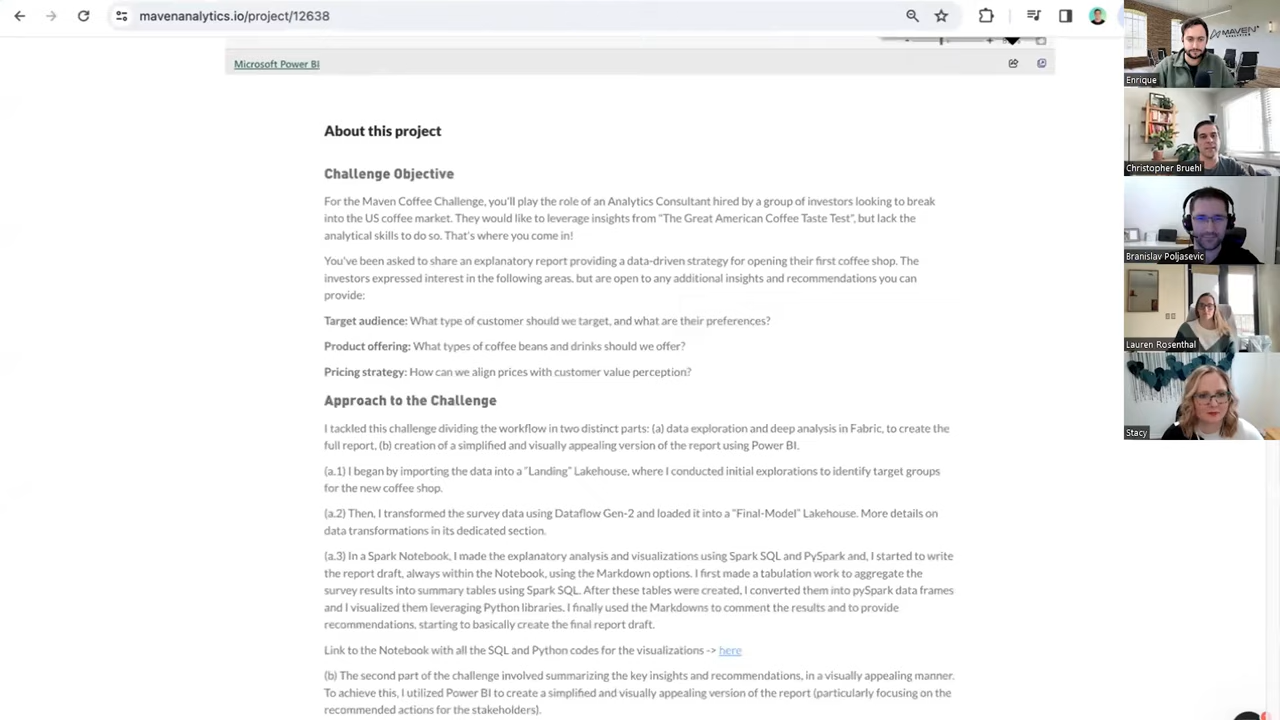 mavenanalytics.io/project/12638
Microsoft Power BI
About this project
Challenge Objective
For the Maven Coffee Challenge, you'll play the role of an Analytics Consultant hired by a group of investors looking to break
into the US coffee market. They would like to leverage insights from "The Great American Coffee Taste Test", but lack the
analytical skills to do so. That's where you come in!
You've been asked to share an explanatory report providing a data-driven strategy for opening their first coffee shop. The
investors expressed interest in the following areas, but are open to any additional insights and recommendations you can
provide:
Target audience: What type of customer should we target, and what are their preferences?
Product offering: What types of coffee beans and drinks should we offer?
Pricing strategy: How can we align prices with customer value perception?
Approach to the Challenge
I tackled this challenge dividing the workflow in two distinct parts: (a) data exploration and deep analysis in Fabric, to create the
full report, (b) creation of a simplified and visually appealing version of the report using Power BI.
(a.1) I began by importing the data into a "Landing" Lakehouse, where I conducted initial explorations to identify target groups
for the new coffee shop.
(a.2) Then, I transformed the survey data using Dataflow Gen-2 and loaded it into a "Final-Model" Lakehouse. More details on
data transformations in its dedicated section.
(a.3) In a Spark Notebook, I made the explanatory analysis and visualizations using Spark SQL and PySpark and, I started to write
the report draft, always within the Notebook, using the Markdown options. I first made a tabulation work to aggregate the
survey results into summary tables using Spark SQL. After these tables were created, I converted them into pySpark data frames
and I visualized them leveraging Python libraries. I finally used the Markdowns to comment the results and to provide
recommendations, starting to basically create the final report draft.
Link to the Notebook with all the SQL and Python codes for the visualizations -> here
(b) The second part of the challenge involved summarizing the key insights and recommendations, in a visually appealing manner.
To achieve this, I utilized Power BI to create a simplified and visually appealing version of the report (particularly focusing on the
recommended actions for the stakeholders).
MAVEN
Enrique
Christopher Bruehl
Branislav Poljasevic
Lauren Rosenthal
Stacy